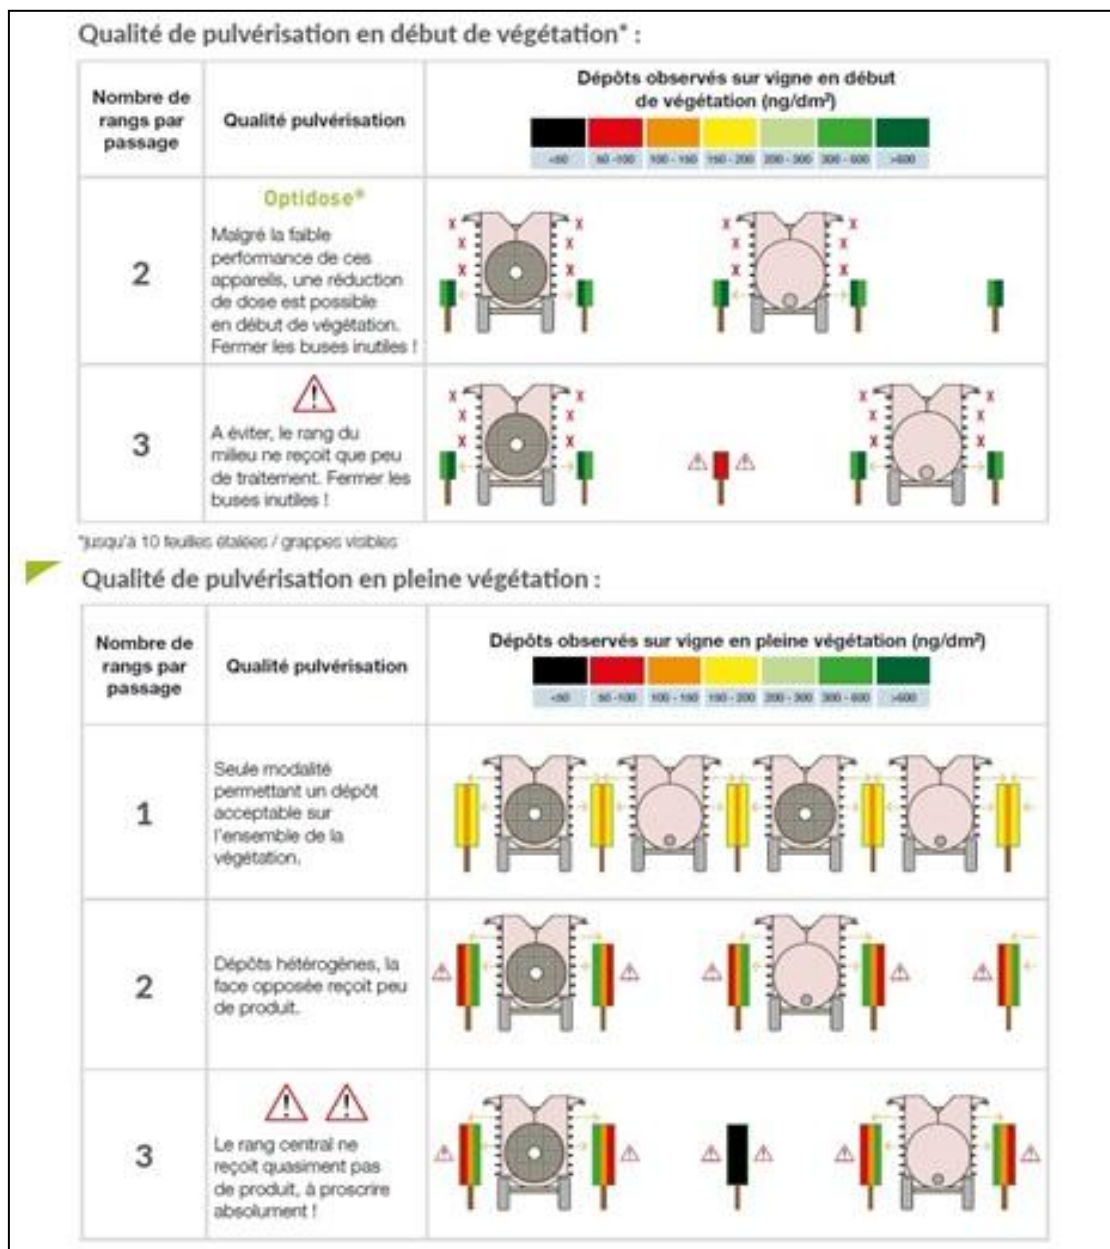 Qualité de pulvérisation en début de végétation* :
Nombre de
rangs par
passage
Qualité pulvérisation
Dépôts observés sur vigne en début
de végétation (ng/dm²)
<50 50 -100 100 - 150 150 - 200 200 - 300 300 - 600 >600
2
Optidose®
Malgré la faible
performance de ces
appareils, une réduction
de dose est possible
en début de végétation.
Fermer les buses inutiles !
3
A éviter, le rang du
milieu ne reçoit que peu
de traitement. Fermer les
buses inutiles !
*jusqu'à 10 feuilles étalées / grappes visibles
Qualité de pulvérisation en pleine végétation :
Nombre de
rangs par
passage
Qualité pulvérisation
Dépôts observés sur vigne en pleine végétation (ng/dm²)
<50 50 -100 100 - 150 150 - 200 200 - 300 300 - 600 >600
1
Seule modalité
permettant un dépôt
acceptable sur
l'ensemble de la
végétation.
2
Dépôts hétérogènes, la
face opposée reçoit peu
de produit.
3
Le rang central ne
reçoit quasiment pas
de produit, à proscrire
absolument !